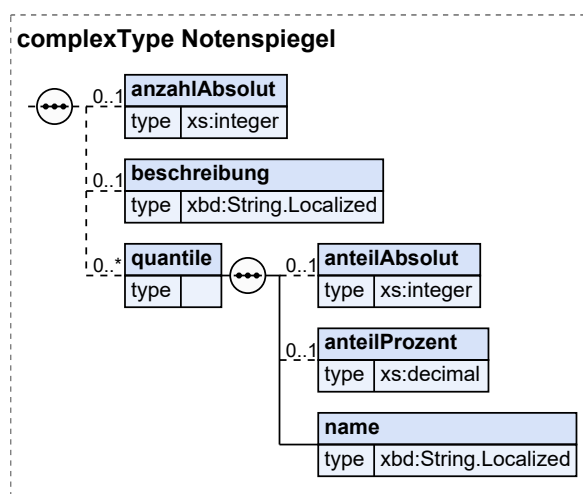 complexType Notenspiegel
0..1 anzahlAbsolut
type xs:integer
0..1 beschreibung
type xbd:String.Localized
0..* quantile
type
0..1 anteilAbsolut
type xs:integer
0..1 anteilProzent
type xs:decimal
name
type xbd:String.Localized